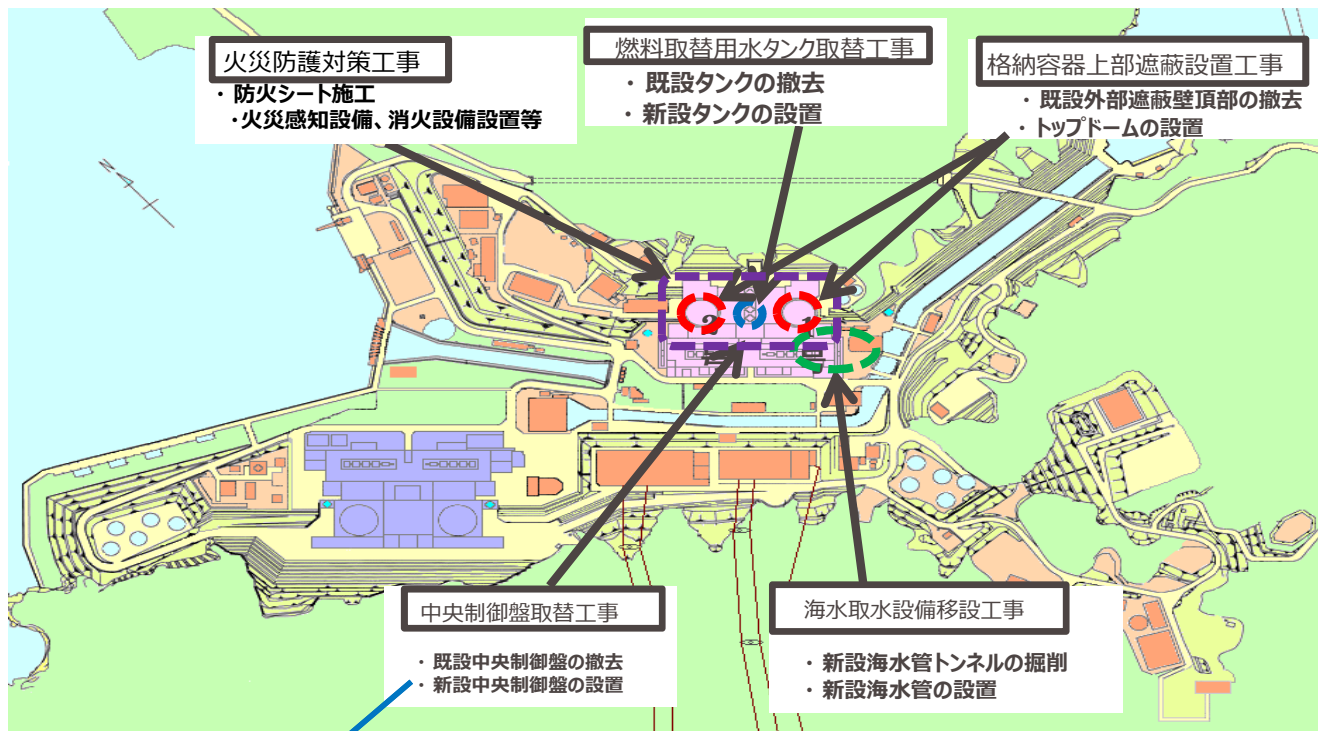 火災防護対策工事
・ 防火シート施工
・火災感知設備、消火設備設置等
燃料取替用水タンク取替工事
・ 既設タンクの撤去
・ 新設タンクの設置
格納容器上部遮蔽設置工事
・ 既設外部遮蔽壁頂部の撤去
・ トップドームの設置
N
2
1
中央制御盤取替工事
・ 既設中央制御盤の撤去
・ 新設中央制御盤の設置
海水取水設備移設工事
・ 新設海水管トンネルの掘削
・ 新設海水管の設置